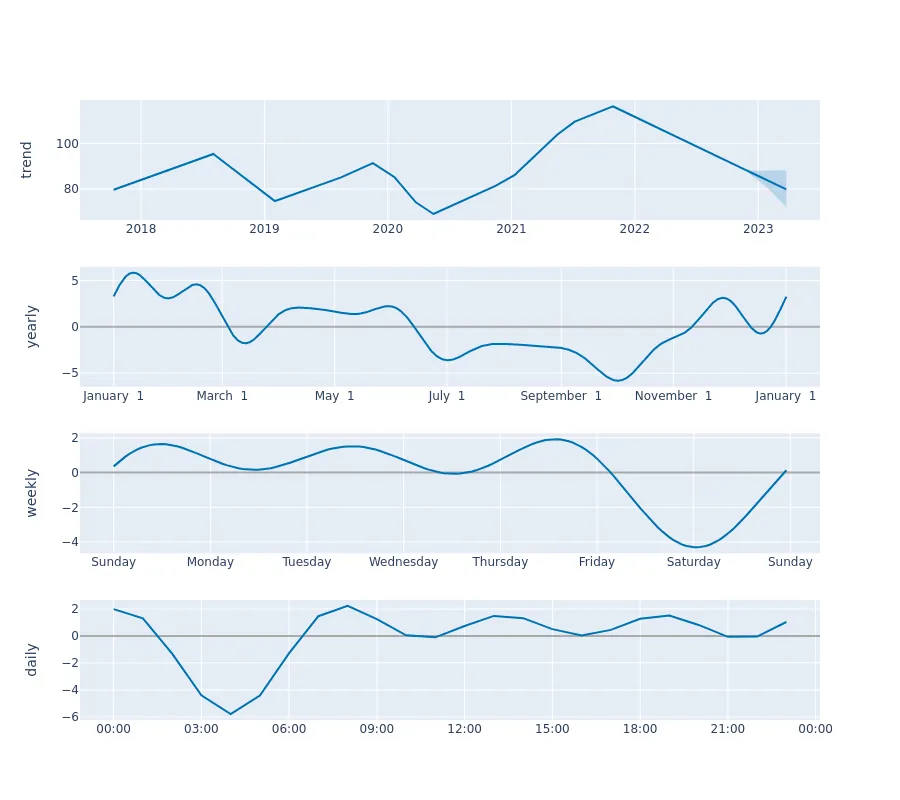 trend
100
80
2018 2019 2020 2021 2022 2023
yearly
5
0
−5
January 1 March 1 May 1 July 1 September 1 November 1 January 1
weekly
2
0
−2
−4
Sunday Monday Tuesday Wednesday Thursday Friday Saturday Sunday
daily
2
0
−2
−4
−6
00:00 03:00 06:00 09:00 12:00 15:00 18:00 21:00 00:00